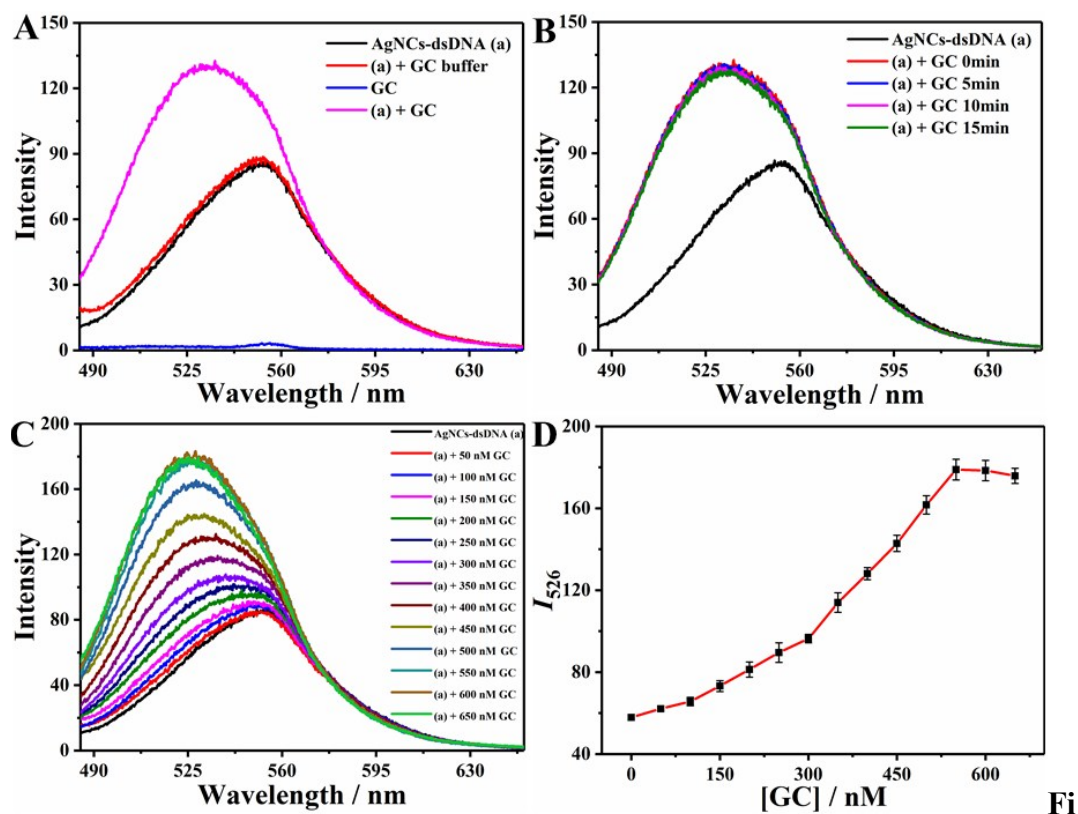 A
150
120
90
60
30
0
Intensity
AgNCs-dsDNA (a)
(a) + GC buffer
GC
(a) + GC
490 525 560 595 630
Wavelength / nm
B
150
120
90
60
30
0
Intensity
AgNCs-dsDNA (a)
(a) + GC 0min
(a) + GC 5min
(a) + GC 10min
(a) + GC 15min
490 525 560 595 630
Wavelength / nm
C
200
160
120
80
40
0
Intensity
AgNCs-dsDNA (a)
(a) + 50 nM GC
(a) + 100 nM GC
(a) + 150 nM GC
(a) + 200 nM GC
(a) + 250 nM GC
(a) + 300 nM GC
(a) + 350 nM GC
(a) + 400 nM GC
(a) + 450 nM GC
(a) + 500 nM GC
(a) + 550 nM GC
(a) + 600 nM GC
(a) + 650 nM GC
490 525 560 595 630
Wavelength / nm
D
200
160
120
80
40
I526
0 150 300 450 600
[GC] / nM
Fi